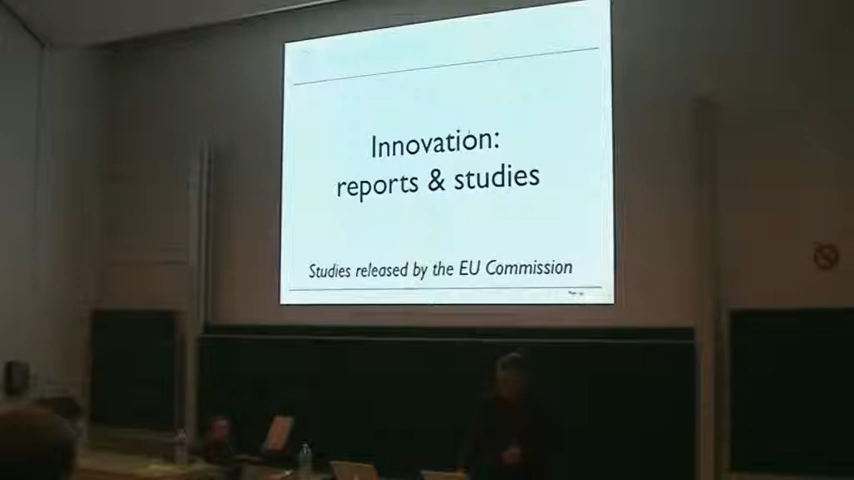 Innovation:
reports & studies
Studies released by the EU Commission